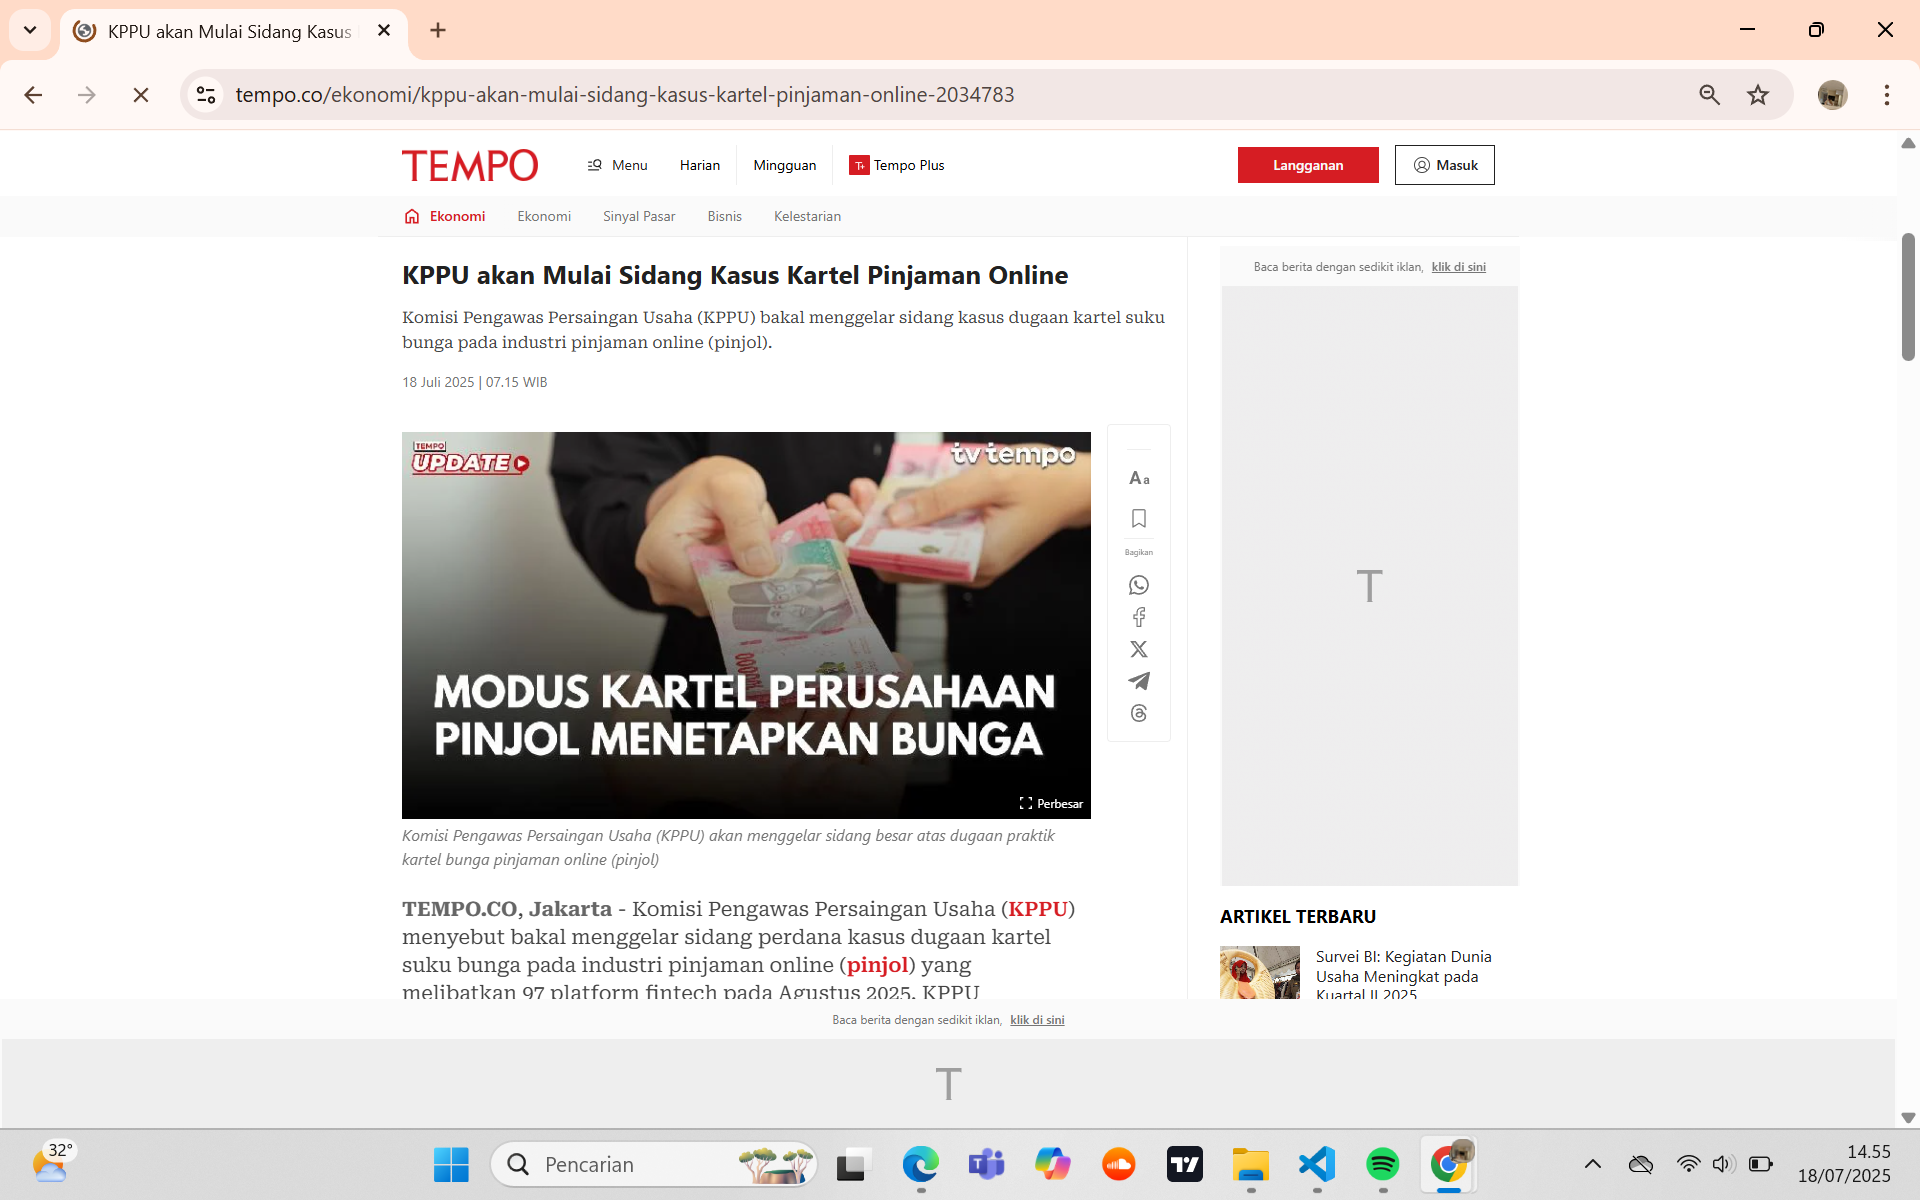 KPPU akan Mulai Sidang Kasus
tempo.co/ekonomi/kppu-akan-mulai-sidang-kasus-kartel-pinjaman-online-2034783
TEMPO
Menu
Harian
Mingguan
T+ Tempo Plus
Langganan
Masuk
Ekonomi
Ekonomi
Sinyal Pasar
Bisnis
Kelestarian
KPPU akan Mulai Sidang Kasus Kartel Pinjaman Online
Komisi Pengawas Persaingan Usaha (KPPU) bakal menggelar sidang kasus dugaan kartel suku
bunga pada industri pinjaman online (pinjol).
18 Juli 2025 | 07.15 WIB
TEMPO
UPDATE
tv tempo
MODUS KARTEL PERUSAHAAN
PINJOL MENETAPKAN BUNGA
Perbesar
Aa
Bagikan
Komisi Pengawas Persaingan Usaha (KPPU) akan menggelar sidang besar atas dugaan praktik
kartel bunga pinjaman online (pinjol)
TEMPO.CO, Jakarta - Komisi Pengawas Persaingan Usaha (KPPU)
menyebut bakal menggelar sidang perdana kasus dugaan kartel
suku bunga pada industri pinjaman online (pinjol) yang
melibatkan 97 platform fintech pada Agustus 2025. KPPU
Baca berita dengan sedikit iklan, klik di sini
T
ARTIKEL TERBARU
Survei BI: Kegiatan Dunia
Usaha Meningkat pada
Kuartal II 2025
Baca berita dengan sedikit iklan, klik di sini
T
32°
Pencarian
14.55
18/07/2025